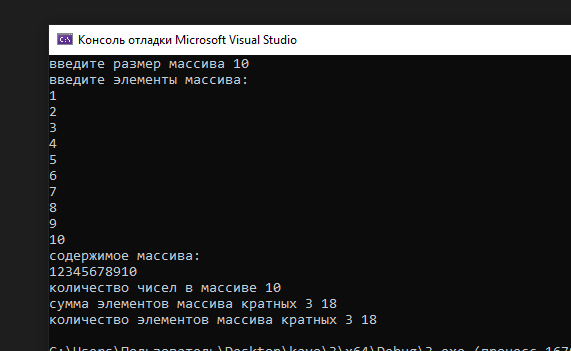 Консоль отладки Microsoft Visual Studio
введите размер массива 10
введите элементы массива:
1
2
3
4
5
6
7
8
9
10
содержимое массива:
12345678910
количество чисел в массиве 10
сумма элементов массива кратных 3 18
количество элементов массива кратных 3 18